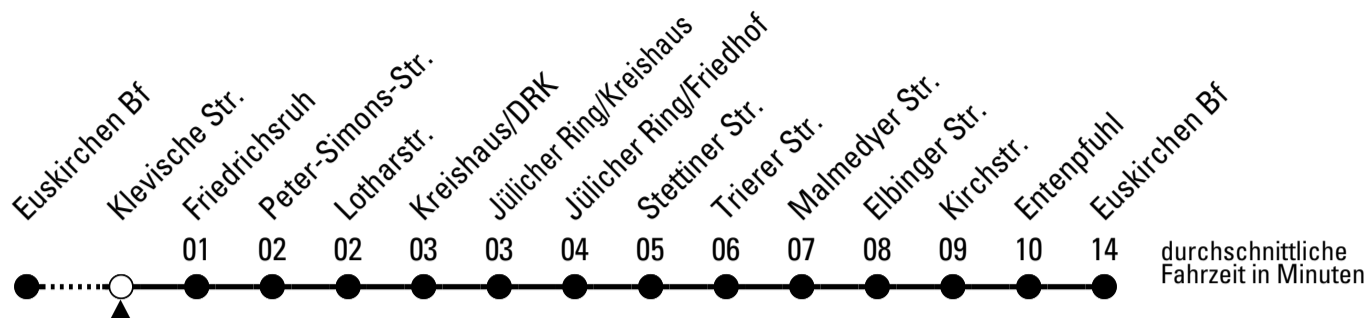 Euskirchen Bf
Klevische Str.
Friedrichsruh
Peter-Simons-Str.
Lotharstr.
Kreishaus/DRK
Jülicher Ring/Kreishaus
Jülicher Ring/Friedhof
Stettiner Str.
Trierer Str.
Malmedyer Str.
Elbinger Str.
Kirchstr.
Entenpfuhl
Euskirchen Bf
01 02 02 03 03 04 05 06 07 08 09 10 14
durchschnittliche
Fahrzeit in Minuten